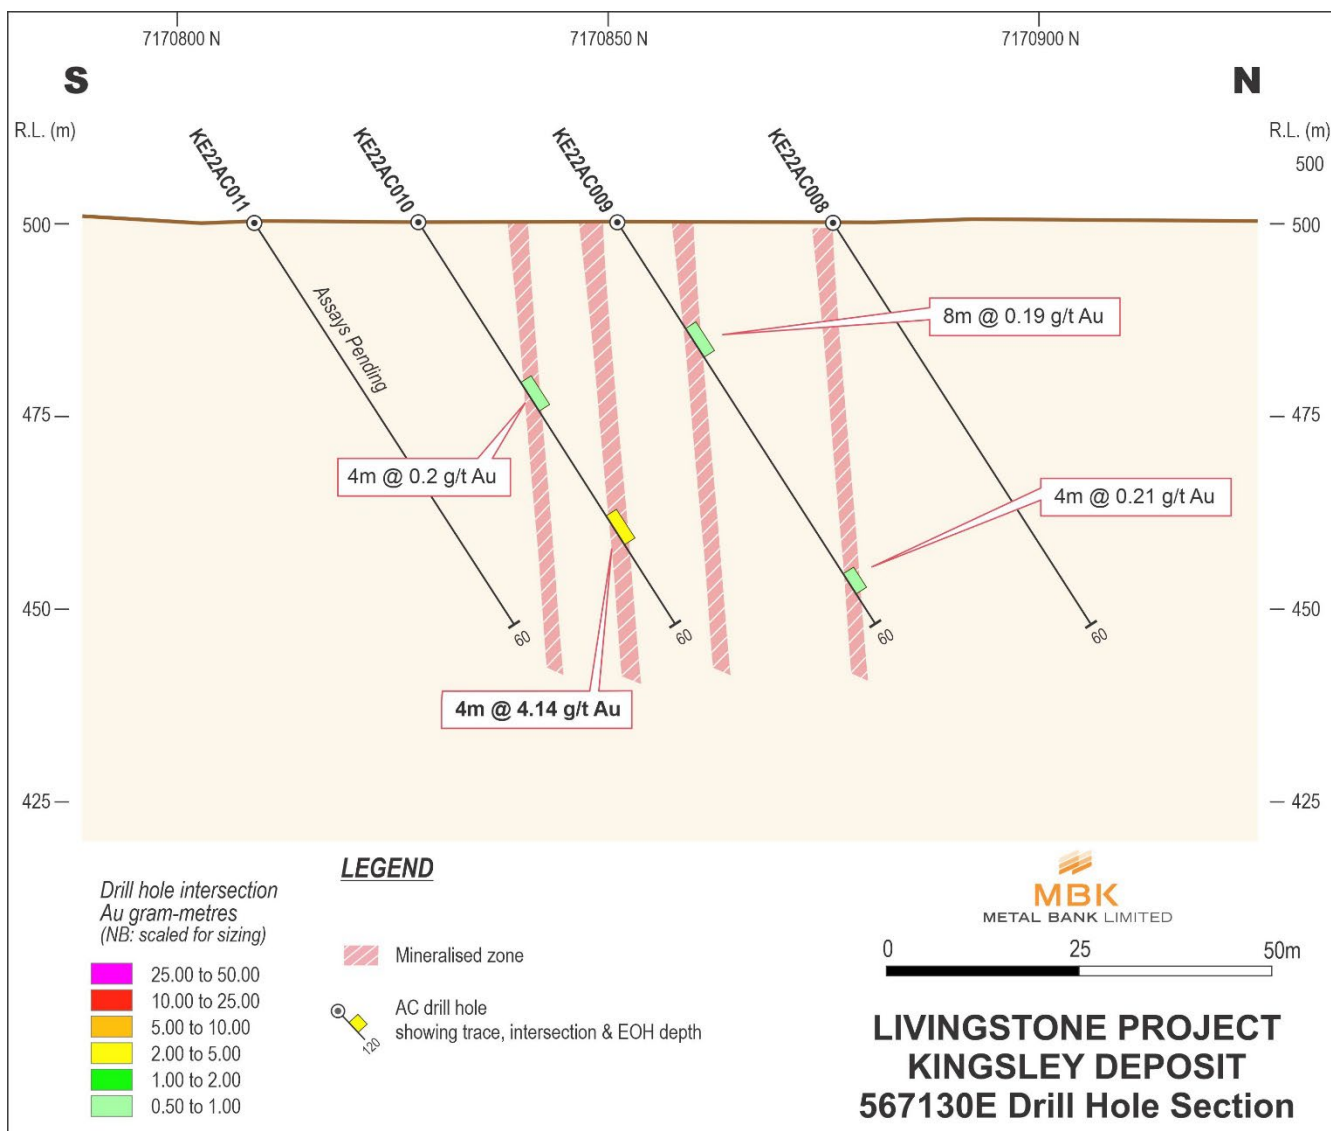 7170800 N
7170850 N
7170900 N
S
N
R.L. (m)
R.L. (m)
500
KE22AC011
KE22AC010
KE22AC009
KE22AC008
500
500
Assays Pending
8m @ 0.19 g/t Au
475
475
4m @ 0.2 g/t Au
4m @ 0.21 g/t Au
450
450
60
60
60
60
4m @ 4.14 g/t Au
425
425
LEGEND
Drill hole intersection
Au gram-metres
(NB: scaled for sizing)
25.00 to 50.00
10.00 to 25.00
5.00 to 10.00
2.00 to 5.00
1.00 to 2.00
0.50 to 1.00
Mineralised zone
AC drill hole
showing trace, intersection & EOH depth
120
MBK
METAL BANK LIMITED
0 25 50m
LIVINGSTONE PROJECT
KINGSLEY DEPOSIT
567130E Drill Hole Section